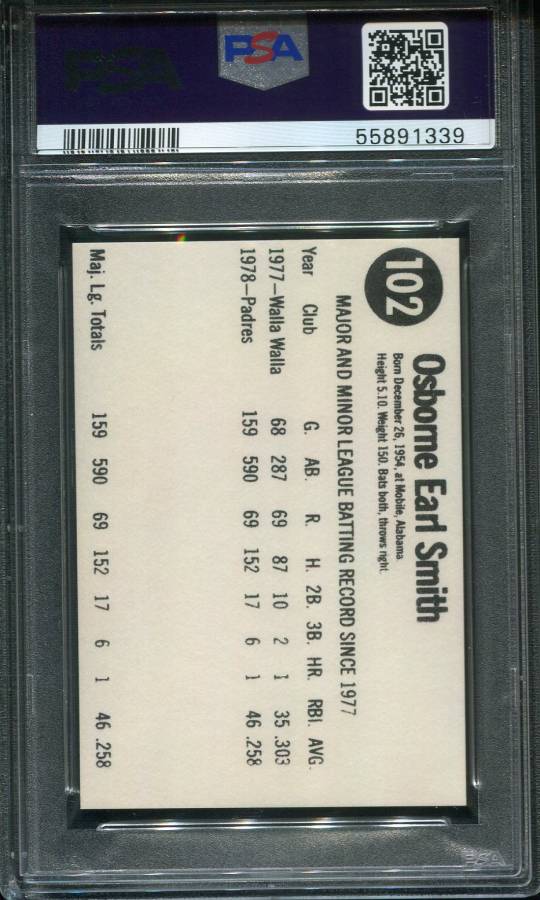 PSA
PSA
55891339
102
Osborne Earl Smith
Born December 26, 1954, at Mobile, Alabama
Height 5.10. Weight 150. Bats both, throws right.
MAJOR AND MINOR LEAGUE BATTING RECORD SINCE 1977
Year Club G. AB. R. H. 2B. 3B. HR. RBI. AVG.
1977—Walla Walla 68 287 69 87 10 2 1 35 .303
1978—Padres 159 590 69 152 17 6 1 46 .258
Maj. Lg. Totals 159 590 69 152 17 6 1 46 .258
PSA